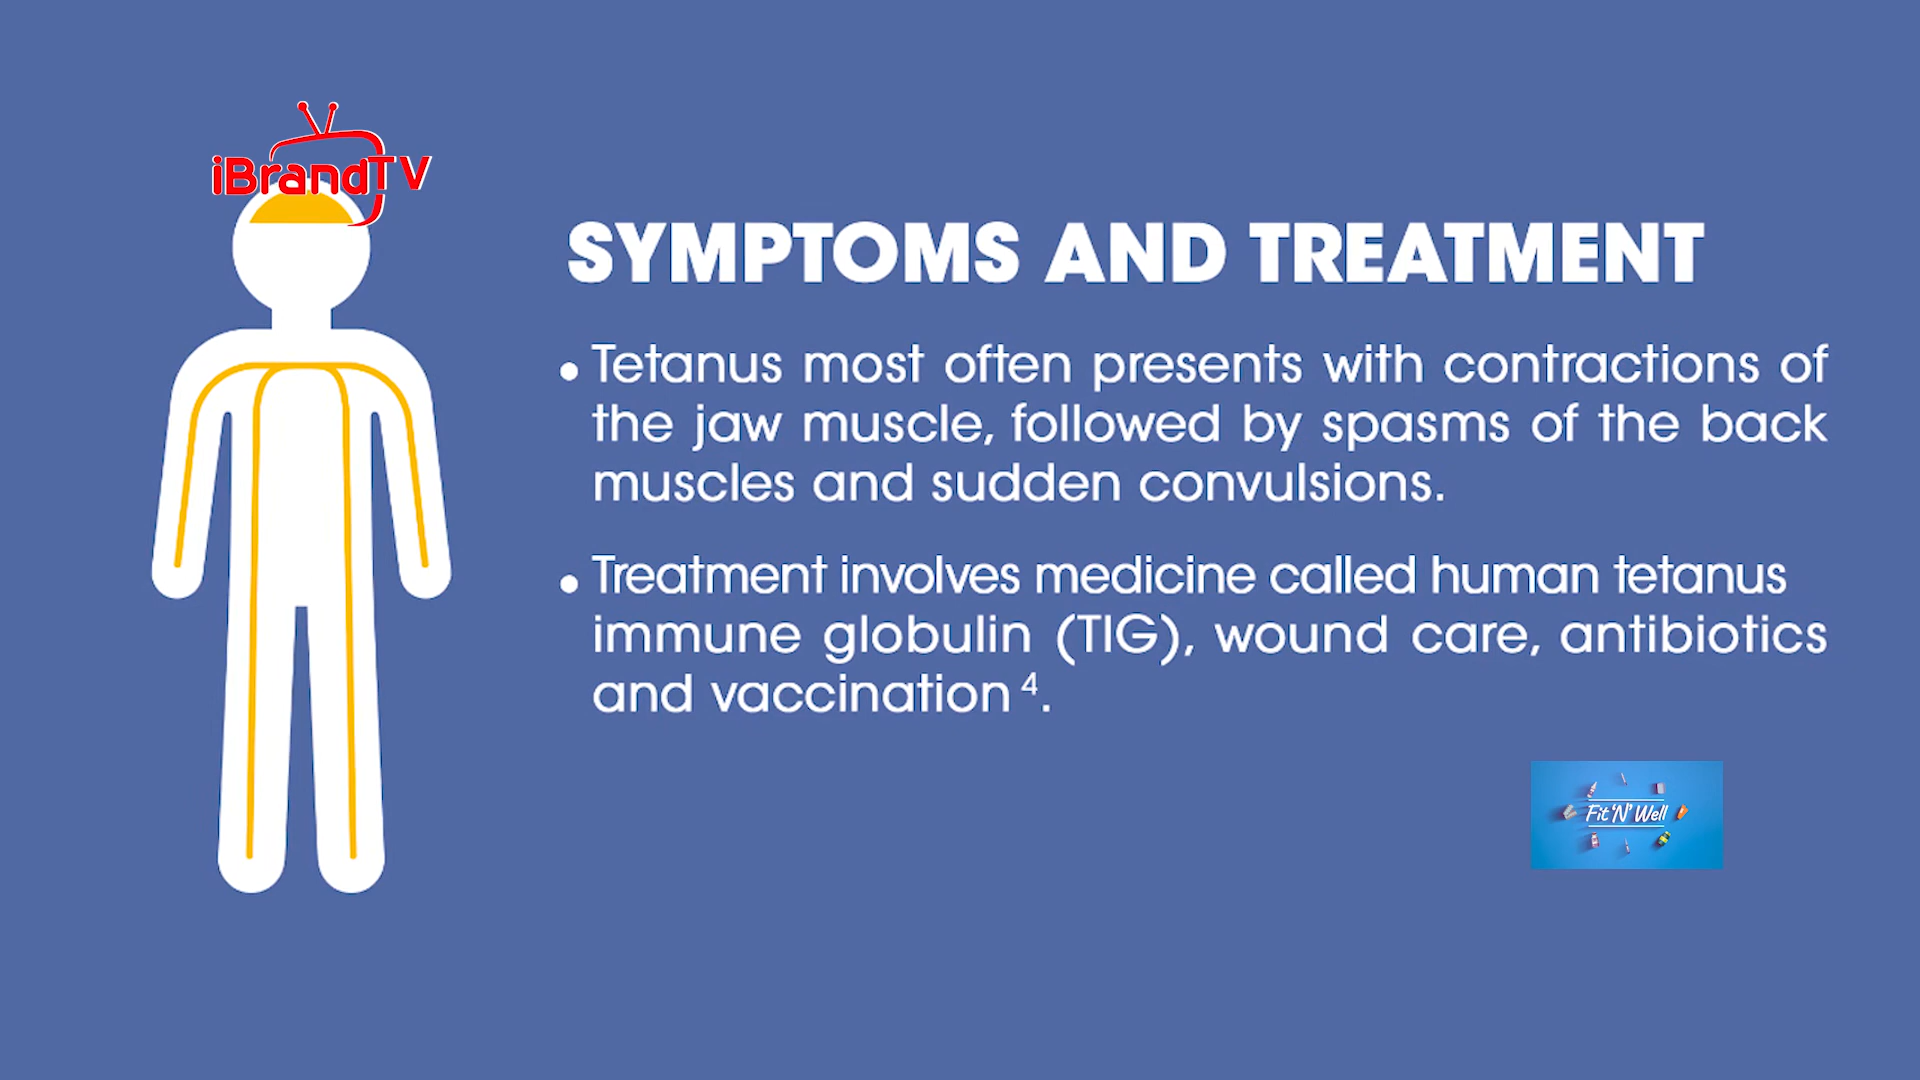 iBrandTV
SYMPTOMS AND TREATMENT
• Tetanus most often presents with contractions of
the jaw muscle, followed by spasms of the back
muscles and sudden convulsions.
• Treatment involves medicine called human tetanus
immune globulin (TIG), wound care, antibiotics
and vaccination ⁴.
Fit 'N' Well